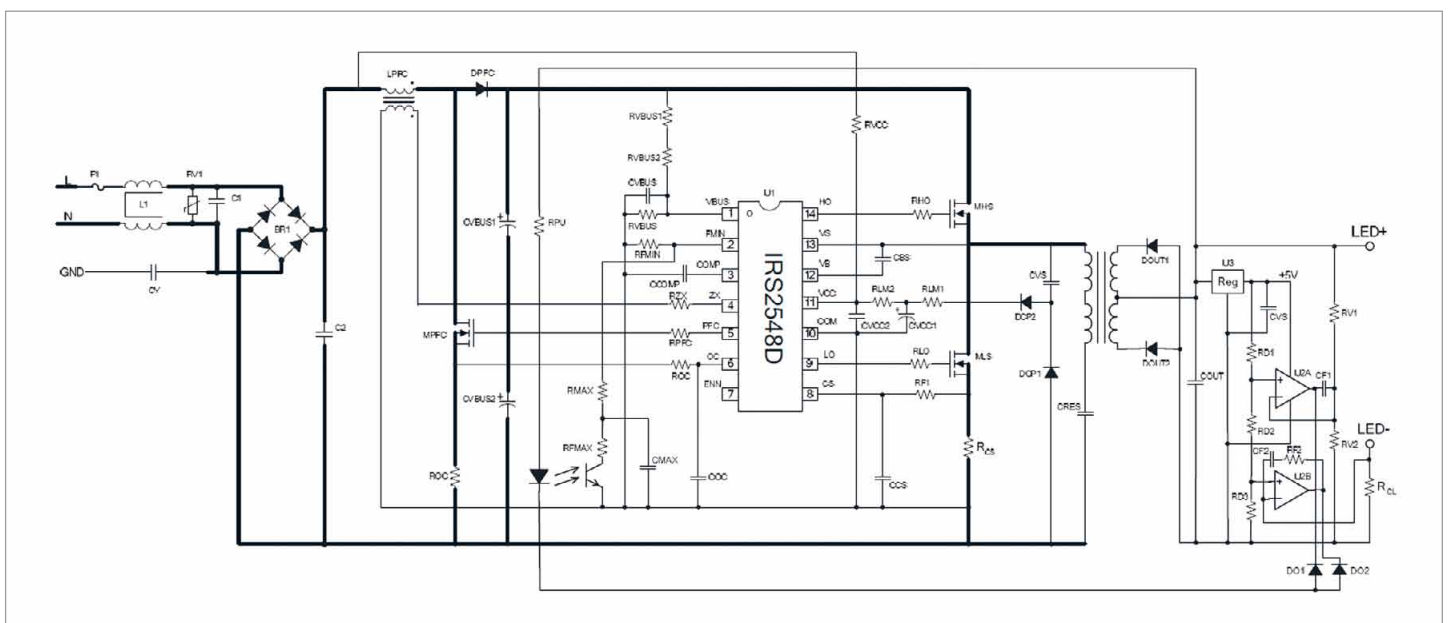 LPFC
DPFC
RVBUS1
RVCC
RVBUS2
F1
RV1
CVBUS
U1
L
L1
C1
VBUS
1
14
HO
RHO
MHS
N
BR1
CVBUS1
RPU
RVBUS
FMIN
2
13
VS
LED+
RFMIN
CBS
DOUT1
U3
GND
CY
COMP
3
12
VB
CVS
Reg
+5V
CCOMP
ZX
4
11
VCC
RLM2
RLM1
RZX
DCP2
CVS
RV1
C2
MPFC
PFC
5
10
COM
CVCC2
CVCC1
RPFC
IRS2548D
OC
6
9
LO
RLO
MLS
DOUT2
RD1
U2A
CF1
ROC
DCP1
COUT
CVBUS2
RMAX
ENN
7
8
CS
RF1
CRES
RD2
RV2
LED-
RFMAX
CF2
RF2
ROC
CMAX
COC
CCS
RCS
RD3
U2B
RCL
DO1
DO2